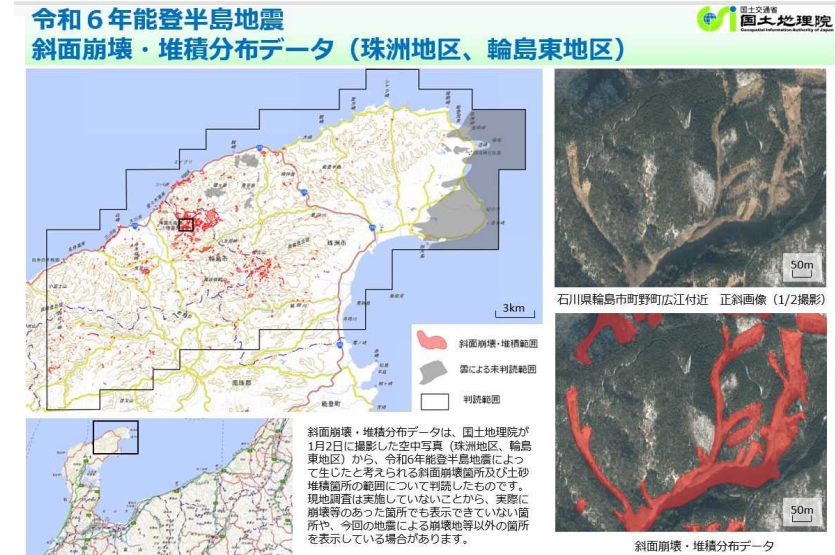 令和６年能登半島地震
斜面崩壊・堆積分布データ（珠洲地区、輪島東地区）
国土交通省
国土地理院
Geospatial Information Authority of Japan
珠洲市
輪島市
鳳珠郡
能登町
3km
斜面崩壊・堆積範囲
雲による未判読範囲
判読範囲
50m
石川県輪島市町野町広江付近　正斜画像（1/2撮影）
斜面崩壊・堆積分布データは、国土地理院が
1月2日に撮影した空中写真（珠洲地区、輪島
東地区）から、令和6年能登半島地震によっ
て生じたと考えられる斜面崩壊箇所及び土砂
堆積箇所の範囲について判読したものです。
現地調査は実施していないことから、実際に
崩壊等のあった箇所でも表示できていない箇
所や、今回の地震による崩壊地等以外の箇所
を表示している場合があります。
50m
斜面崩壊・堆積分布データ